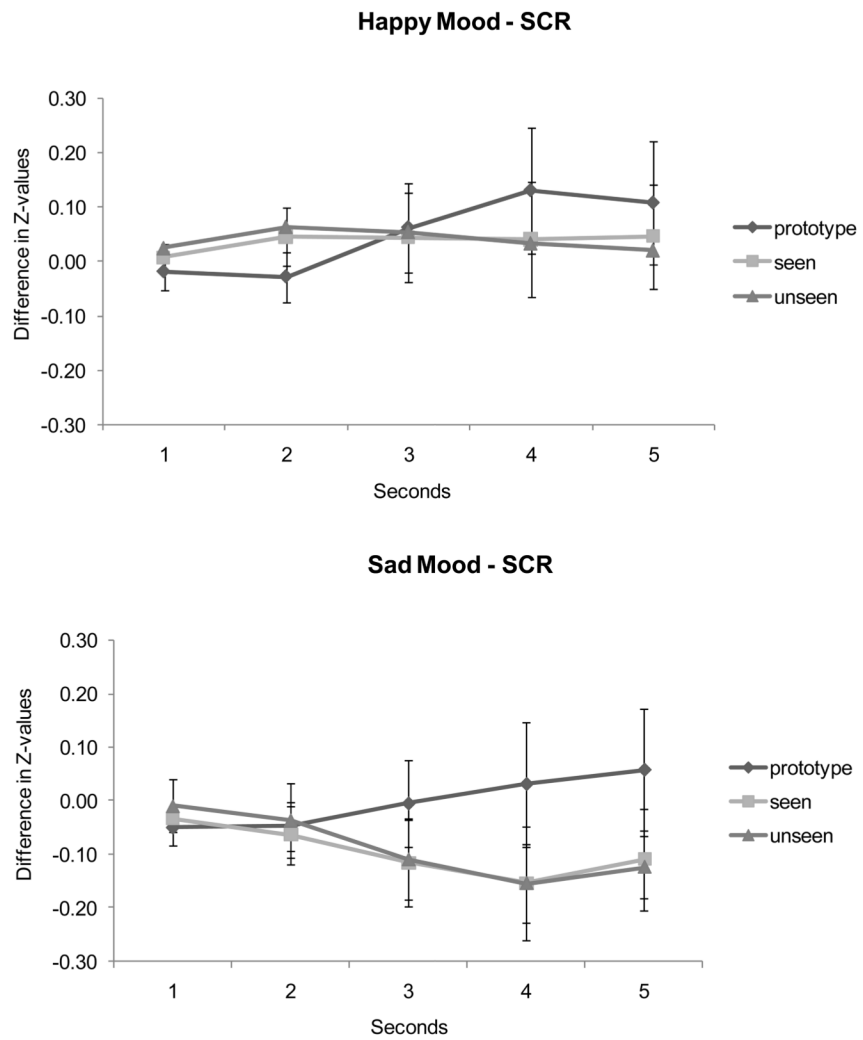 Happy Mood - SCR
Difference in Z-values
0.30
0.20
0.10
0.00
-0.10
-0.20
-0.30
1 2 3 4 5
Seconds
prototype
seen
unseen
Sad Mood - SCR
Difference in Z-values
0.30
0.20
0.10
0.00
-0.10
-0.20
-0.30
1 2 3 4 5
Seconds
prototype
seen
unseen